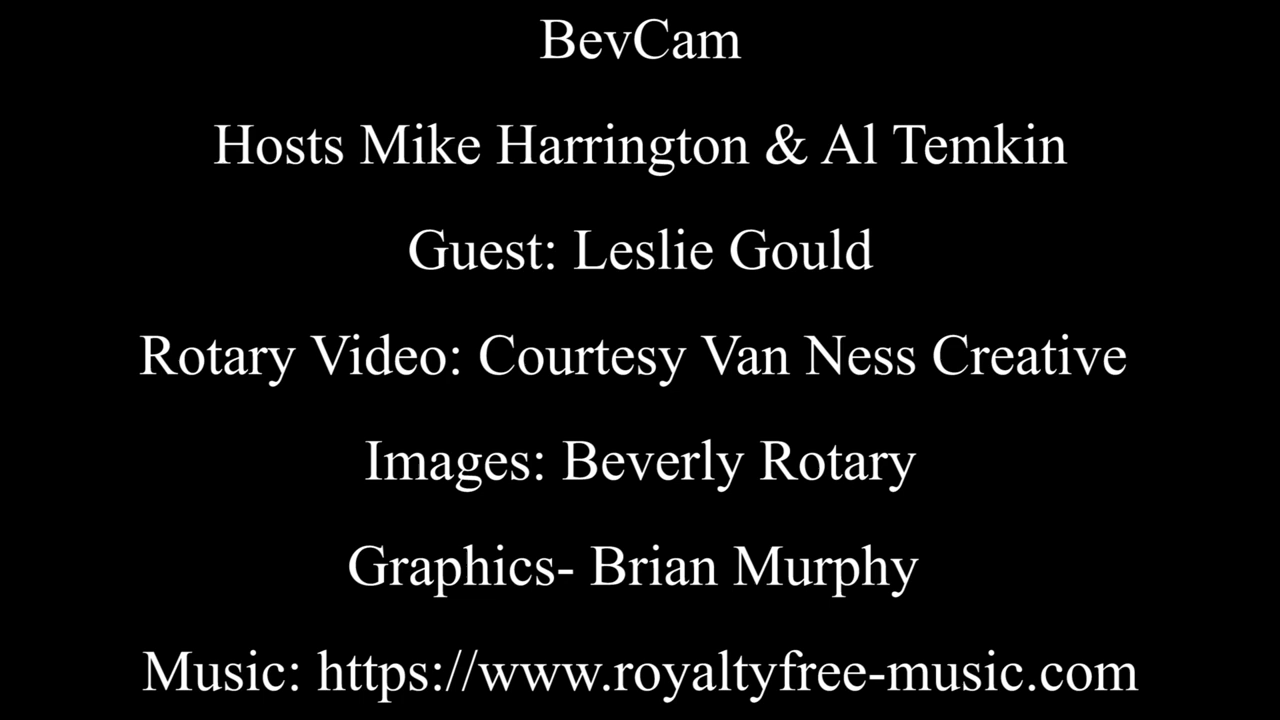 BevCam
Hosts Mike Harrington & Al Temkin
Guest: Leslie Gould
Rotary Video: Courtesy Van Ness Creative
Images: Beverly Rotary
Graphics- Brian Murphy
Music: https://www.royaltyfree-music.com